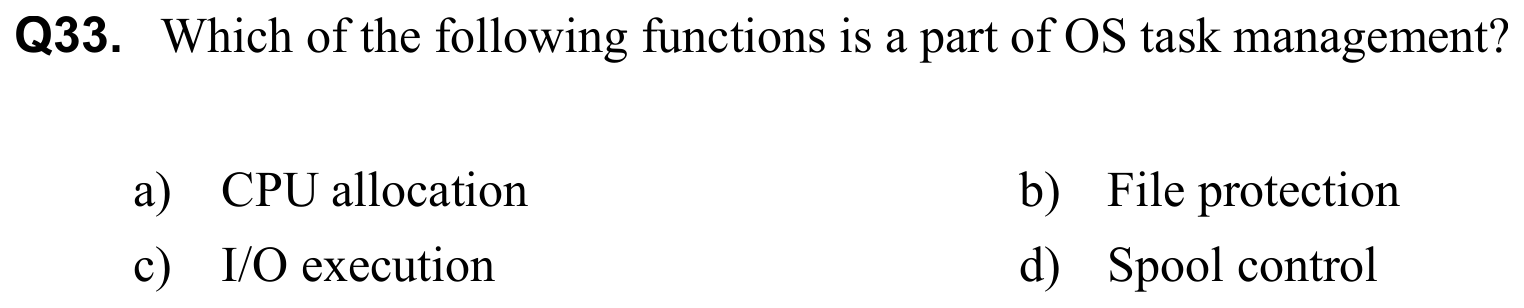 Q33. Which of the following functions is a part of OS task management?
a) CPU allocation b) File protection
c) I/O execution d) Spool control